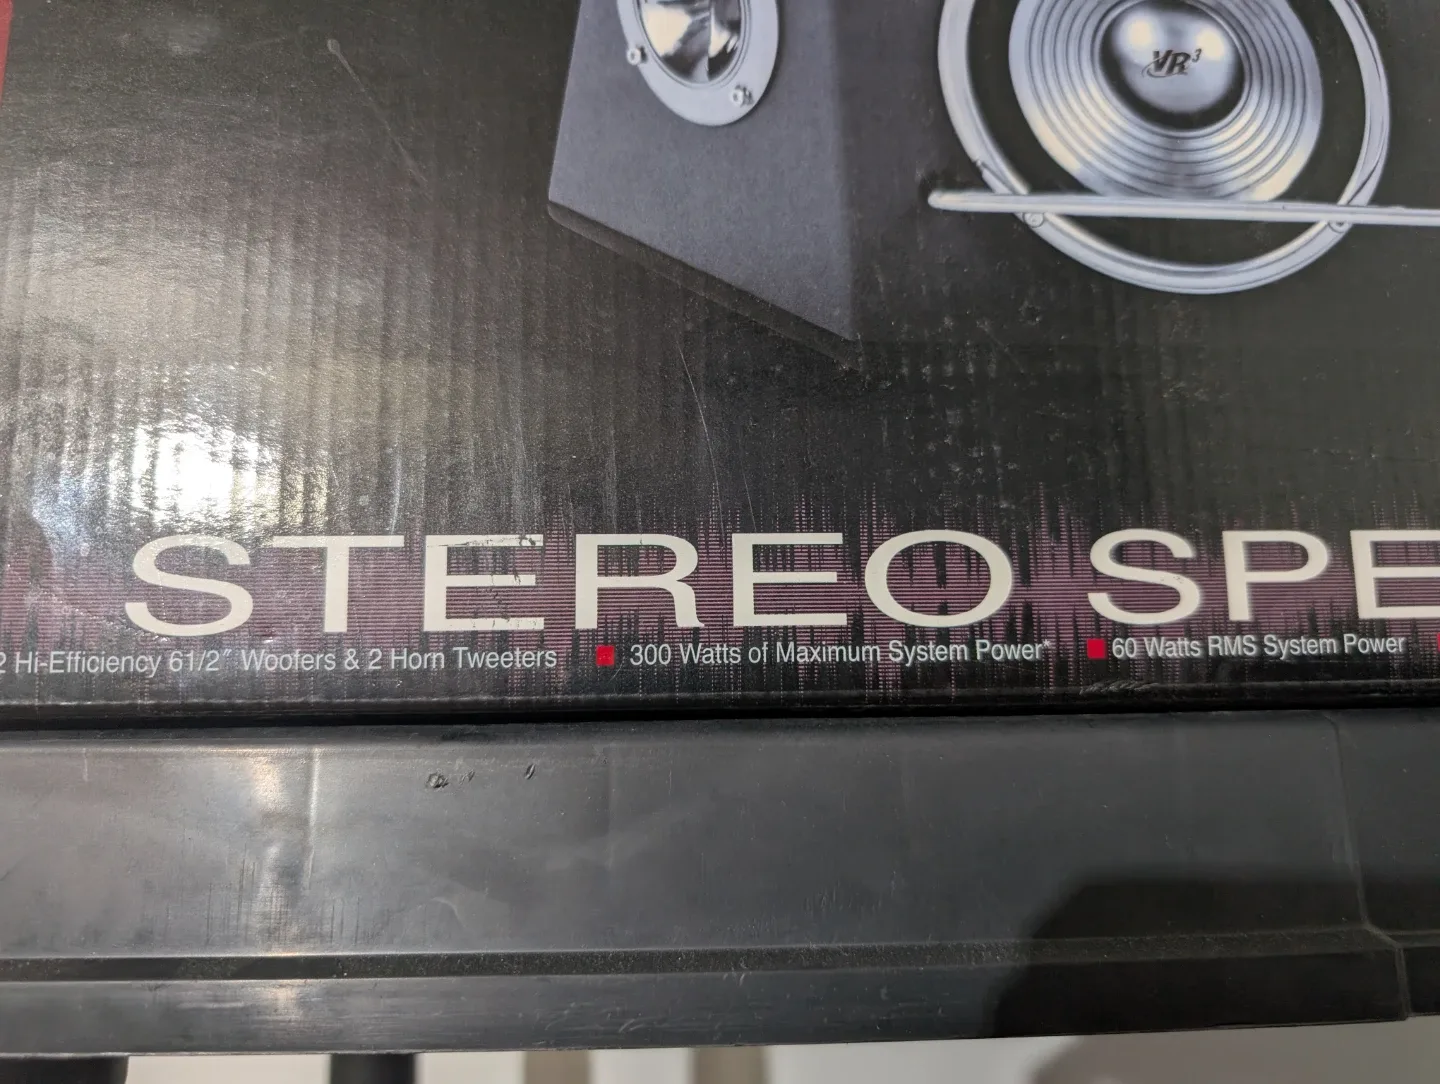 VR³
STEREO SPE
2 Hi-Efficiency 61/2″ Woofers & 2 Horn Tweeters ■ 300 Watts of Maximum System Power* ■ 60 Watts RMS System Power ■